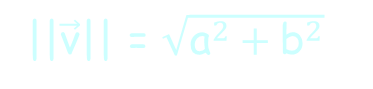 ||v⃗|| = √(a² + b²)